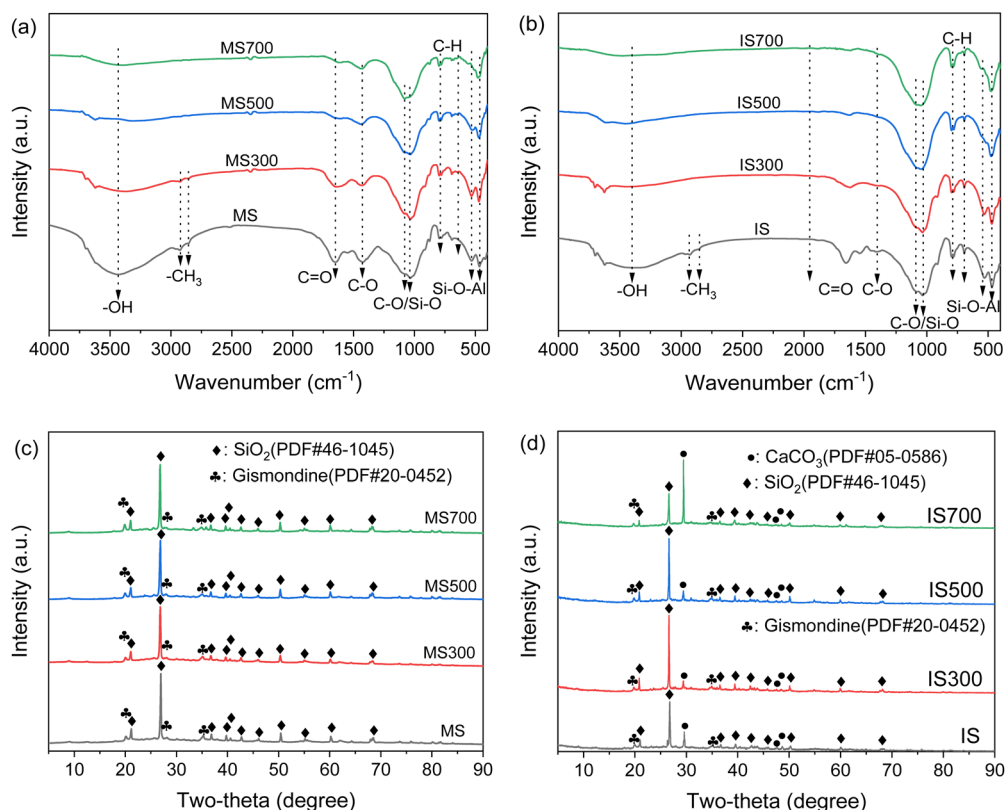 (a)
MS700
C-H
MS500
MS300
MS
-OH
-CH₃
C=O
C-O
C-O/Si-O
Si-O-Al
Intensity (a.u.)
4000 3500 3000 2500 2000 1500 1000 500
Wavenumber (cm⁻¹)
(b)
IS700
C-H
IS500
IS300
IS
-OH
-CH₃
C=O
C-O
C-O/Si-O
Si-O-Al
Intensity (a.u.)
4000 3500 3000 2500 2000 1500 1000 500
Wavenumber (cm⁻¹)
(c)
♦: SiO₂(PDF#46-1045)
♣: Gismondine(PDF#20-0452)
MS700
MS500
MS300
MS
Intensity (a.u.)
10 20 30 40 50 60 70 80 90
Two-theta (degree)
(d)
●: CaCO₃(PDF#05-0586)
♦: SiO₂(PDF#46-1045)
IS700
IS500
♣: Gismondine(PDF#20-0452)
IS300
IS
Intensity (a.u.)
10 20 30 40 50 60 70 80 90
Two-theta (degree)